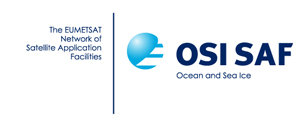 The EUMETSAT
Network of
Satellite Application
Facilities
OSI SAF
Ocean and Sea Ice